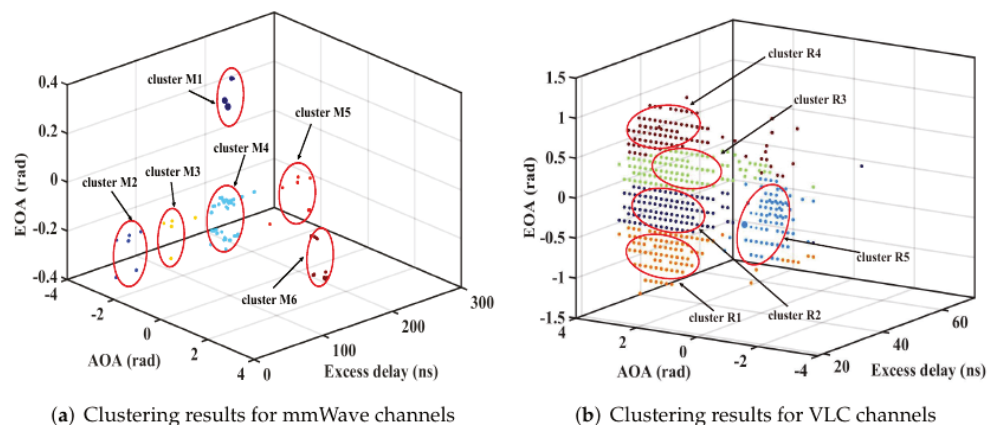 0.4
0.2
0
-0.2
-0.4
EOA (rad)
-4
-2
0
2
4
AOA (rad)
0
100
200
300
Excess delay (ns)
cluster M1
cluster M2
cluster M3
cluster M4
cluster M5
cluster M6
(a) Clustering results for mmWave channels
1.5
1
0.5
0
-0.5
-1
-1.5
EOA (rad)
4
2
0
-2
-4
AOA (rad)
20
40
60
Excess delay (ns)
cluster R4
cluster R3
cluster R5
cluster R2
cluster R1
(b) Clustering results for VLC channels